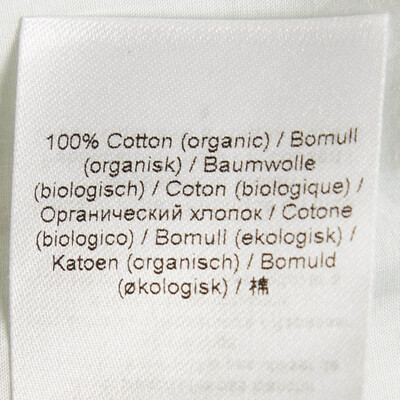 100% Cotton (organic) / Bomull
(organisk) / Baumwolle
(biologisch) / Coton (biologique) /
Органический хлопок / Cotone
(biologico) / Bomull (ekologisk) /
Katoen (organisch) / Bomuld
(økologisk) / 棉